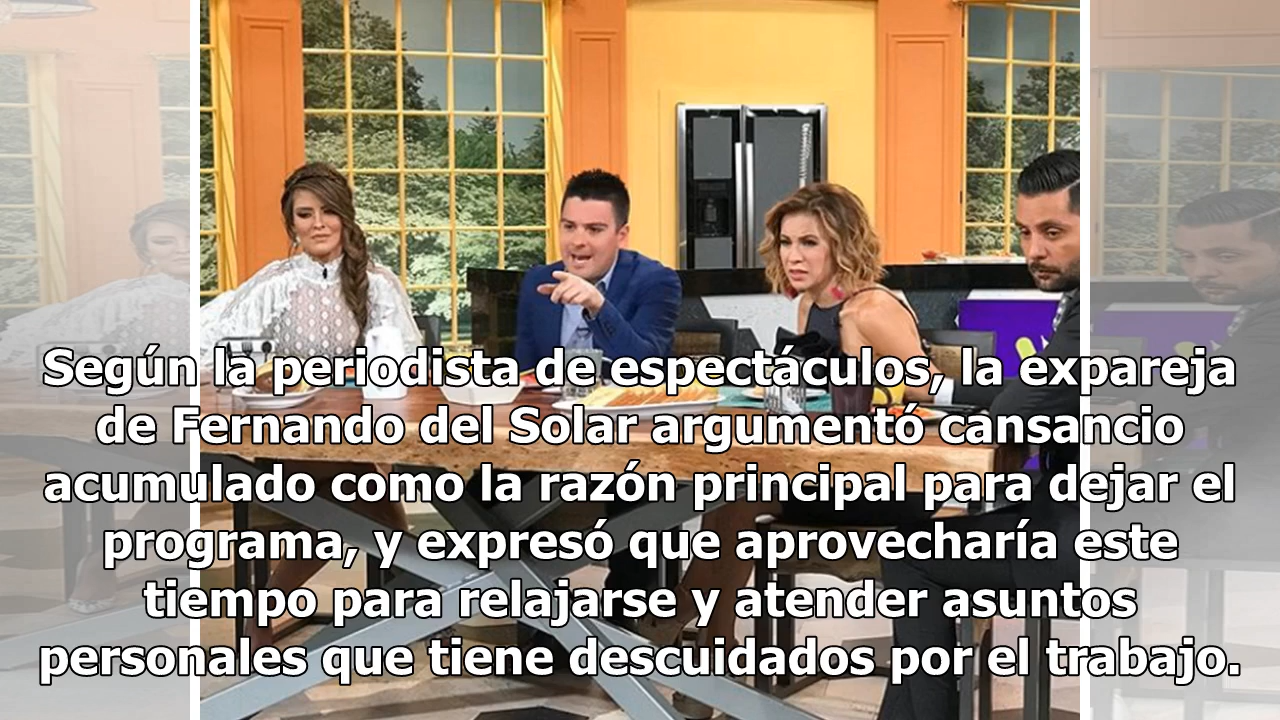 Según la periodista de espectáculos, la expareja
de Fernando del Solar argumentó cansancio
acumulado como la razón principal para dejar el
programa, y expresó que aprovecharía este
tiempo para relajarse y atender asuntos
personales que tiene descuidados por el trabajo.